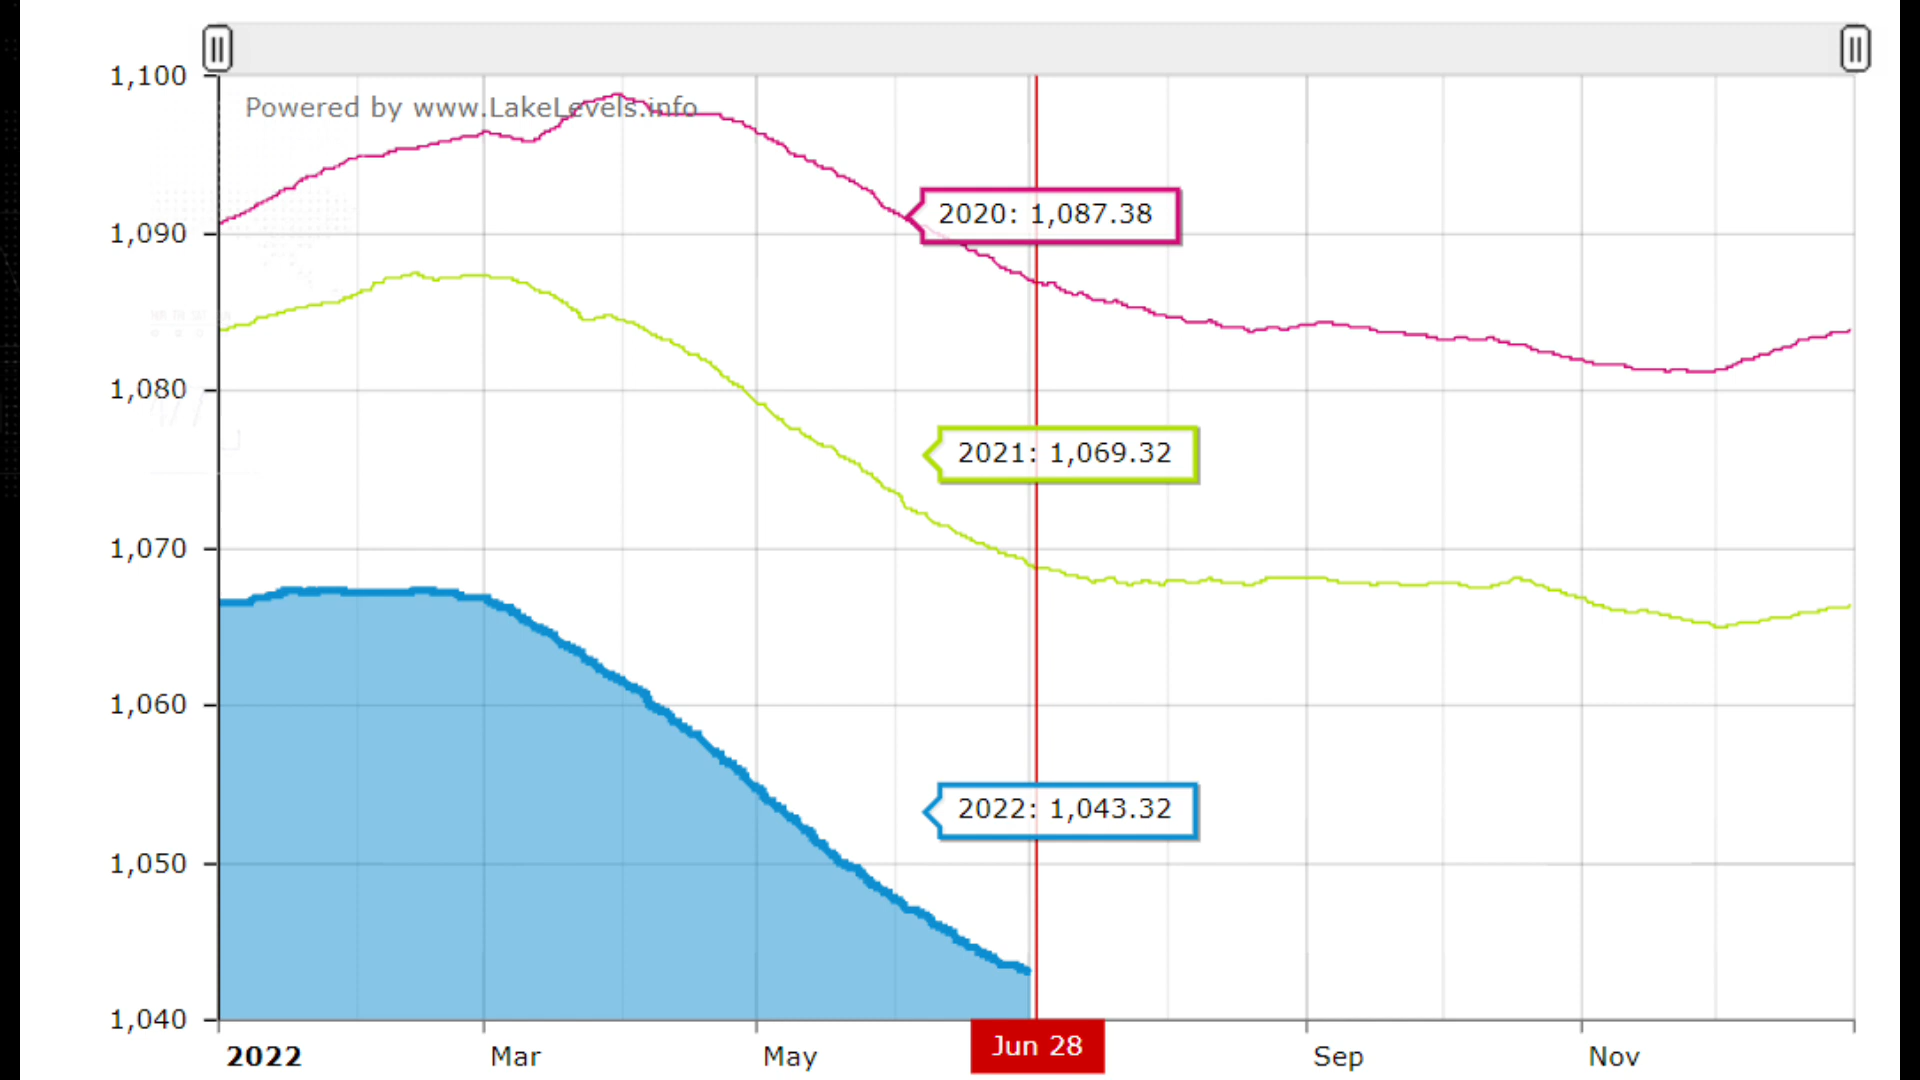 1,100
Powered by www.LakeLevels.info
2020: 1,087.38
1,090
1,080
2021: 1,069.32
1,070
1,060
2022: 1,043.32
1,050
1,040
2022
Mar
May
Jun 28
Sep
Nov